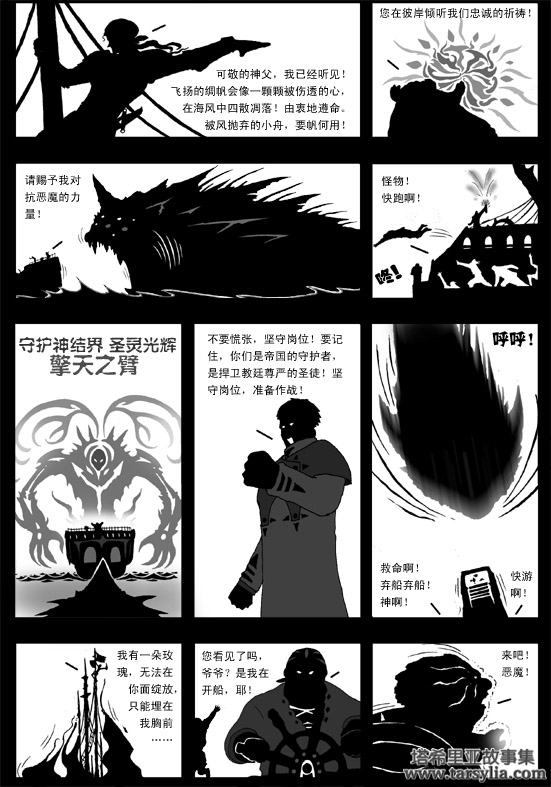 可敬的神父，我已经听见！
飞扬的绸帆会像一颗颗被伤透的心，
在海风中四散凋落！由衷地遵命。
被风抛弃的小舟，要帆何用！
您在彼岸倾听我们忠诚的祈祷！
请赐予我对
抗恶魔的力
量！
怪物！
快跑啊！
咚！
守护神结界 圣灵光辉
擎天之臂
不要慌张，坚守岗位！要记
住，你们是帝国的守护者，
是捍卫教廷尊严的圣徒！坚
守岗位，准备作战！
呼呼！
救命啊！
弃船弃船！
神啊！
快游
啊！
我有一朵玫
瑰，无法在
你面绽放，
只能埋在
我胸前
……
您看见了吗，
爷爷？是我在
开船，耶！
来吧！
恶魔！
塔希里亚故事集
www.tarsylia.com